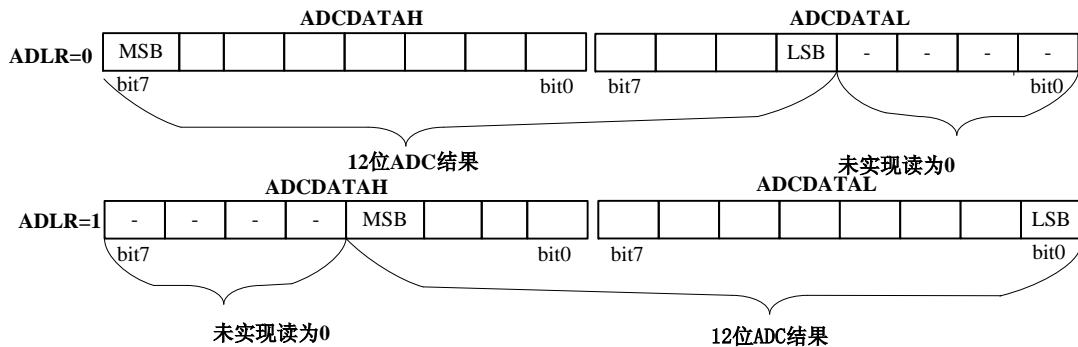 ADCDATAH ADCDATAL
ADLR=0 MSB LSB - - - -
bit7 bit0 bit7 bit0
12位ADC结果 未实现读为0
ADCDATAH ADCDATAL
ADLR=1 - - - - MSB LSB
bit7 bit0 bit7 bit0
未实现读为0 12位ADC结果